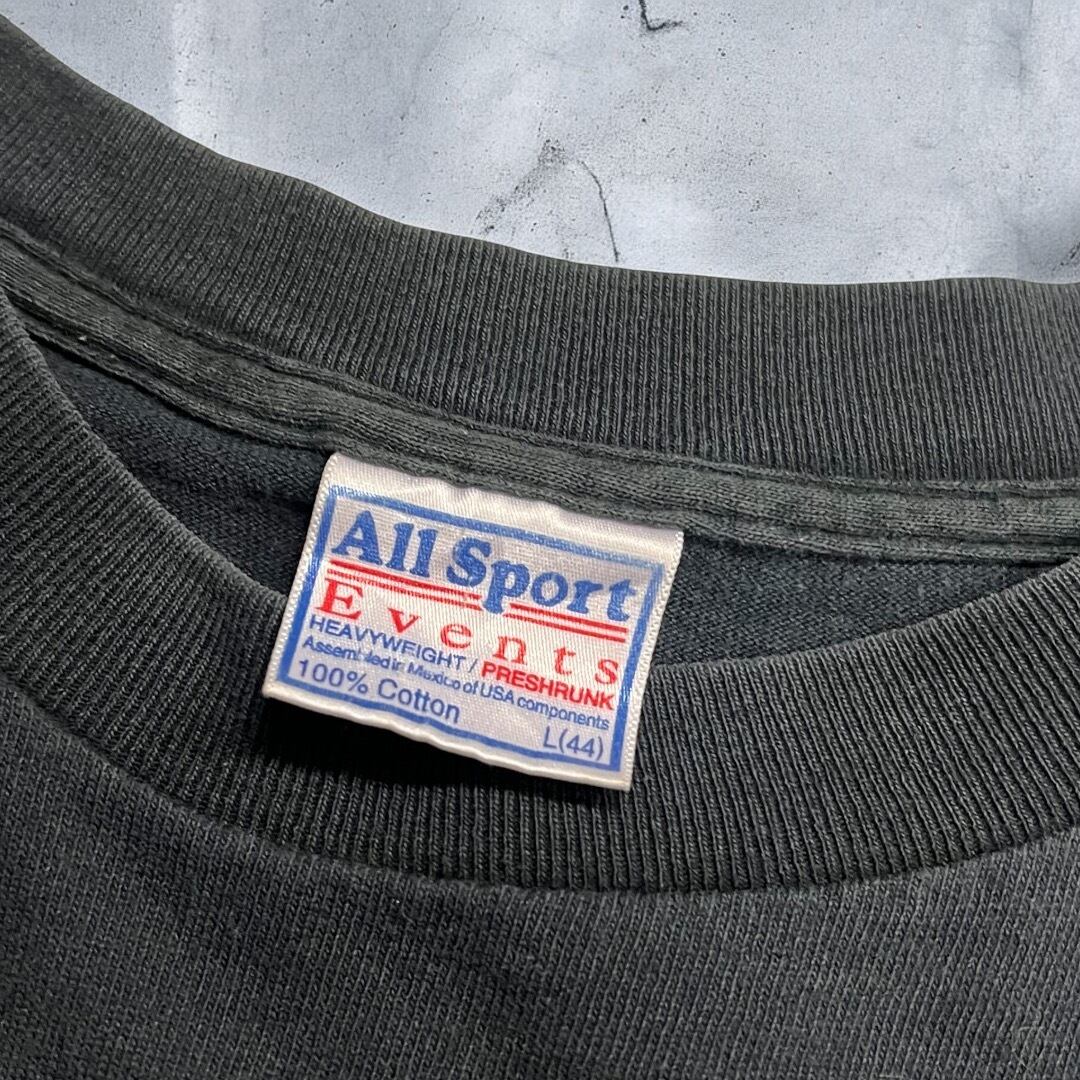 All Sport
Events
HEAVYWEIGHT / PRESHRUNK
Assembled in Mexico of USA components
100% Cotton
L(44)